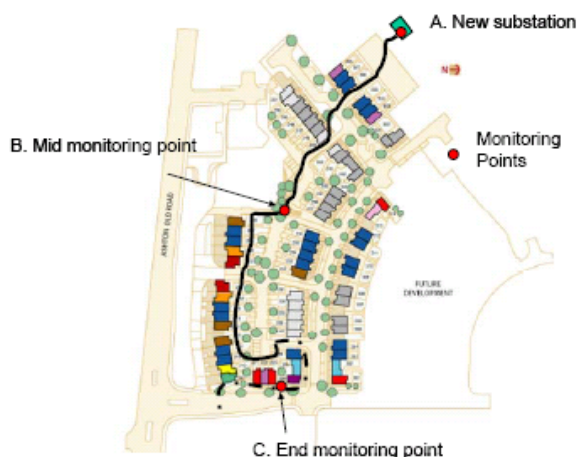 A. New substation
N
B. Mid monitoring point
Monitoring
Points
ASHTON OLD ROAD
FUTURE
DEVELOPMENT
C. End monitoring point